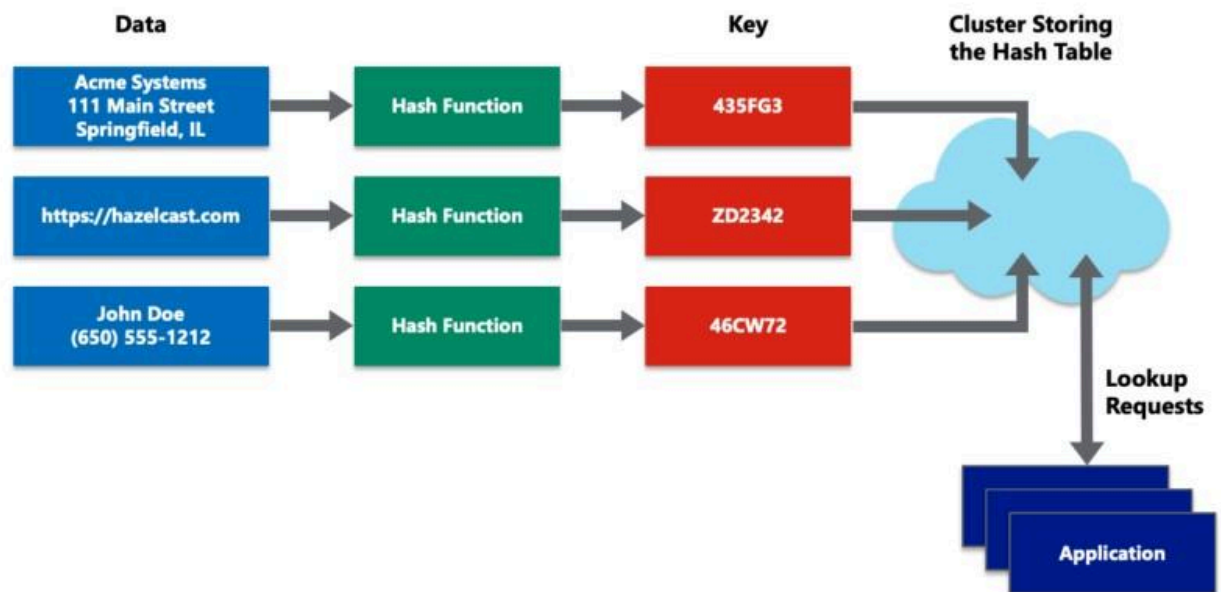 Data
Key
Cluster Storing
the Hash Table
Acme Systems
111 Main Street
Springfield, IL
Hash Function
435FG3
https://hazelcast.com
Hash Function
ZD2342
John Doe
(650) 555-1212
Hash Function
46CW72
Lookup
Requests
Application